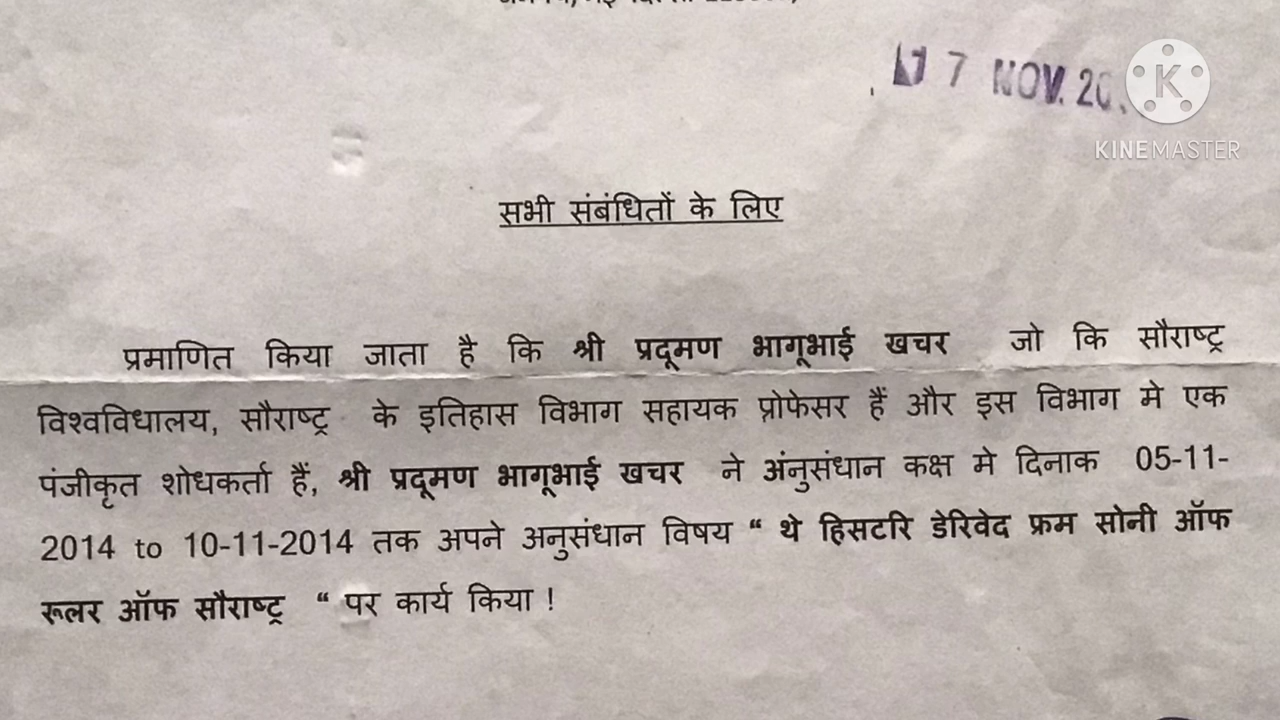 17 NOV. 20
KINEMASTER
सभी संबंधितों के लिए
प्रमाणित किया जाता है कि श्री प्रदूमण भागूभाई खचर जो कि सौराष्ट्र
विश्वविधालय, सौराष्ट्र के इतिहास विभाग सहायक प्रोफेसर हैं और इस विभाग मे एक
पंजीकृत शोधकर्ता हैं, श्री प्रदूमण भागूभाई खचर ने अंनुसंधान कक्ष मे दिनाक 05-11-
2014 to 10-11-2014 तक अपने अनुसंधान विषय “ थे हिसटरि डेरिवेद फ्रम सोनी ऑफ
रूलर ऑफ सौराष्ट्र “ पर कार्य किया !